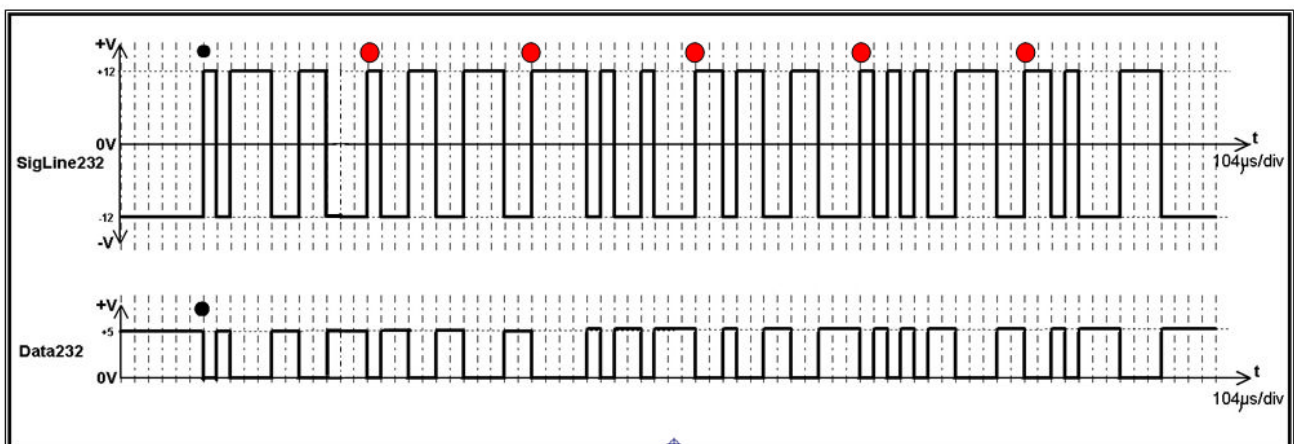 +V
+12
0V
SigLine232
-12
-V
t
104µs/div
+V
+5
Data232
0V
t
104µs/div